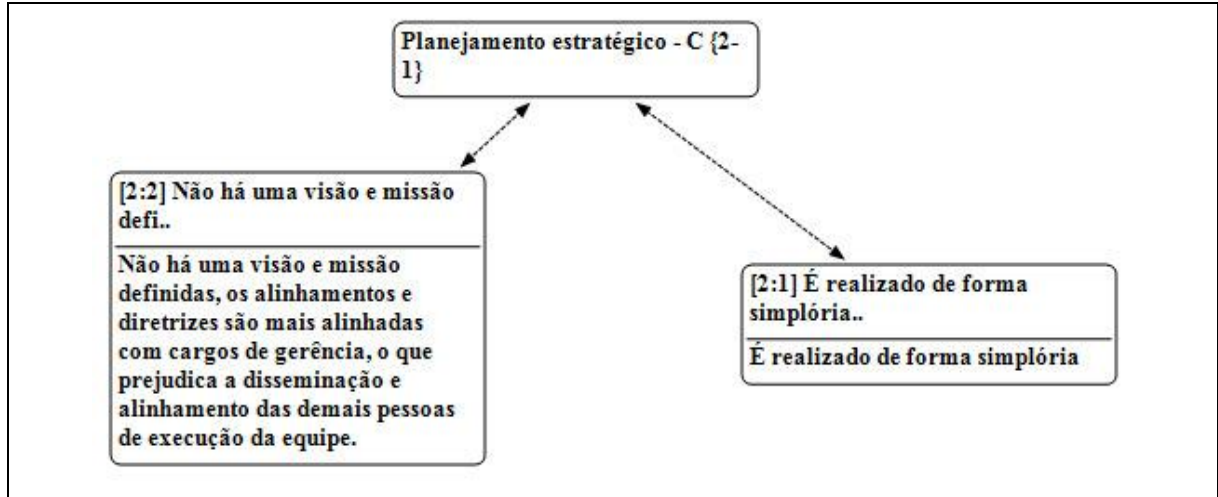 Planejamento estratégico - C {2-
1}
[2:2] Não há uma visão e missão
defi..
Não há uma visão e missão
definidas, os alinhamentos e
diretrizes são mais alinhadas
com cargos de gerência, o que
prejudica a disseminação e
alinhamento das demais pessoas
de execução da equipe.
[2:1] É realizado de forma
simplória..
É realizado de forma simplória